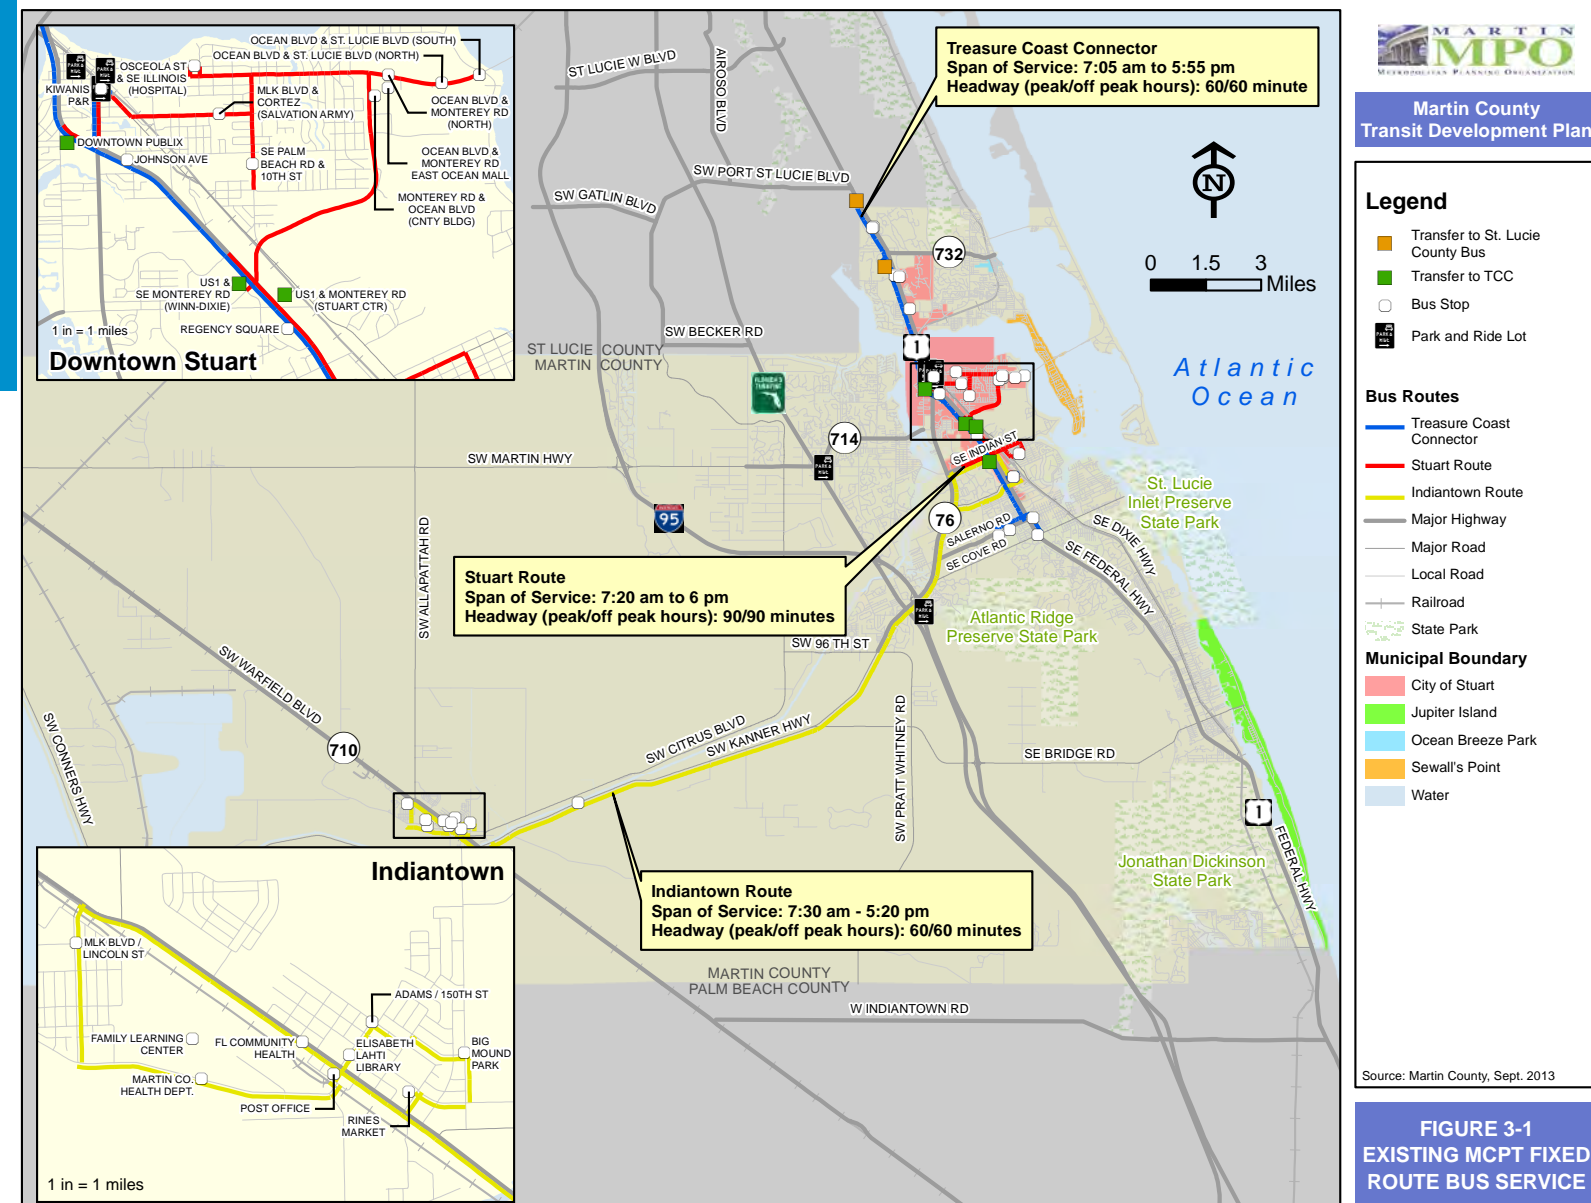 OCEAN BLVD & ST. LUCIE BLVD (SOUTH)
OCEAN BLVD & ST. LUCIE BLVD (NORTH)
OSCEOLA ST
& SE ILLINOIS
(HOSPITAL)
KIWANIS
P&R
MLK BLVD &
CORTEZ
(SALVATION ARMY)
OCEAN BLVD &
MONTEREY RD
(NORTH)
DOWNTOWN PUBLIX
JOHNSON AVE
SE PALM
BEACH RD &
10TH ST
OCEAN BLVD &
MONTEREY RD
EAST OCEAN MALL
MONTEREY RD &
OCEAN BLVD
(CNTY BLDG)
US1 &
SE MONTEREY RD
(WINN-DIXIE)
US1 & MONTEREY RD
(STUART CTR)
REGENCY SQUARE
1 in = 1 miles
Downtown Stuart
Treasure Coast Connector
Span of Service: 7:05 am to 5:55 pm
Headway (peak/off peak hours): 60/60 minute
ST LUCIE W BLVD
AIROSO BLVD
SW PORT ST LUCIE BLVD
SW GATLIN BLVD
SW BECKER RD
ST LUCIE COUNTY
MARTIN COUNTY
N
0 1.5 3
Miles
732
1
Atlantic
Ocean
FLORIDA'S
TURNPIKE
714
PARK &
RIDE
SW MARTIN HWY
SE INDIAN ST
95
76
St. Lucie
Inlet Preserve
State Park
SALERNO RD
SE COVE RD
SE DIXIE HWY
SE FEDERAL HWY
SW ALLAPATTAH RD
Stuart Route
Span of Service: 7:20 am to 6 pm
Headway (peak/off peak hours): 90/90 minutes
PARK &
RIDE
Atlantic Ridge
Preserve State Park
SW 96 TH ST
SW WARFIELD BLVD
SW CONNERS HWY
710
SW CITRUS BLVD
SW KANNER HWY
SW PRATT WHITNEY RD
SE BRIDGE RD
1
FEDERAL HWY
Jonathan Dickinson
State Park
Indiantown Route
Span of Service: 7:30 am - 5:20 pm
Headway (peak/off peak hours): 60/60 minutes
MARTIN COUNTY
PALM BEACH COUNTY
W INDIANTOWN RD
Indiantown
MLK BLVD /
LINCOLN ST
ADAMS / 150TH ST
FAMILY LEARNING
CENTER
FL COMMUNITY
HEALTH
ELISABETH
LAHTI
LIBRARY
BIG
MOUND
PARK
MARTIN CO.
HEALTH DEPT.
POST OFFICE
RINES
MARKET
1 in = 1 miles
MARTIN
MPO
METROPOLITAN PLANNING ORGANIZATION
Martin County
Transit Development Plan
Legend
Transfer to St. Lucie
County Bus
Transfer to TCC
Bus Stop
PARK &
RIDE
Park and Ride Lot
Bus Routes
Treasure Coast
Connector
Stuart Route
Indiantown Route
Major Highway
Major Road
Local Road
Railroad
State Park
Municipal Boundary
City of Stuart
Jupiter Island
Ocean Breeze Park
Sewall's Point
Water
Source: Martin County, Sept. 2013
FIGURE 3-1
EXISTING MCPT FIXED
ROUTE BUS SERVICE